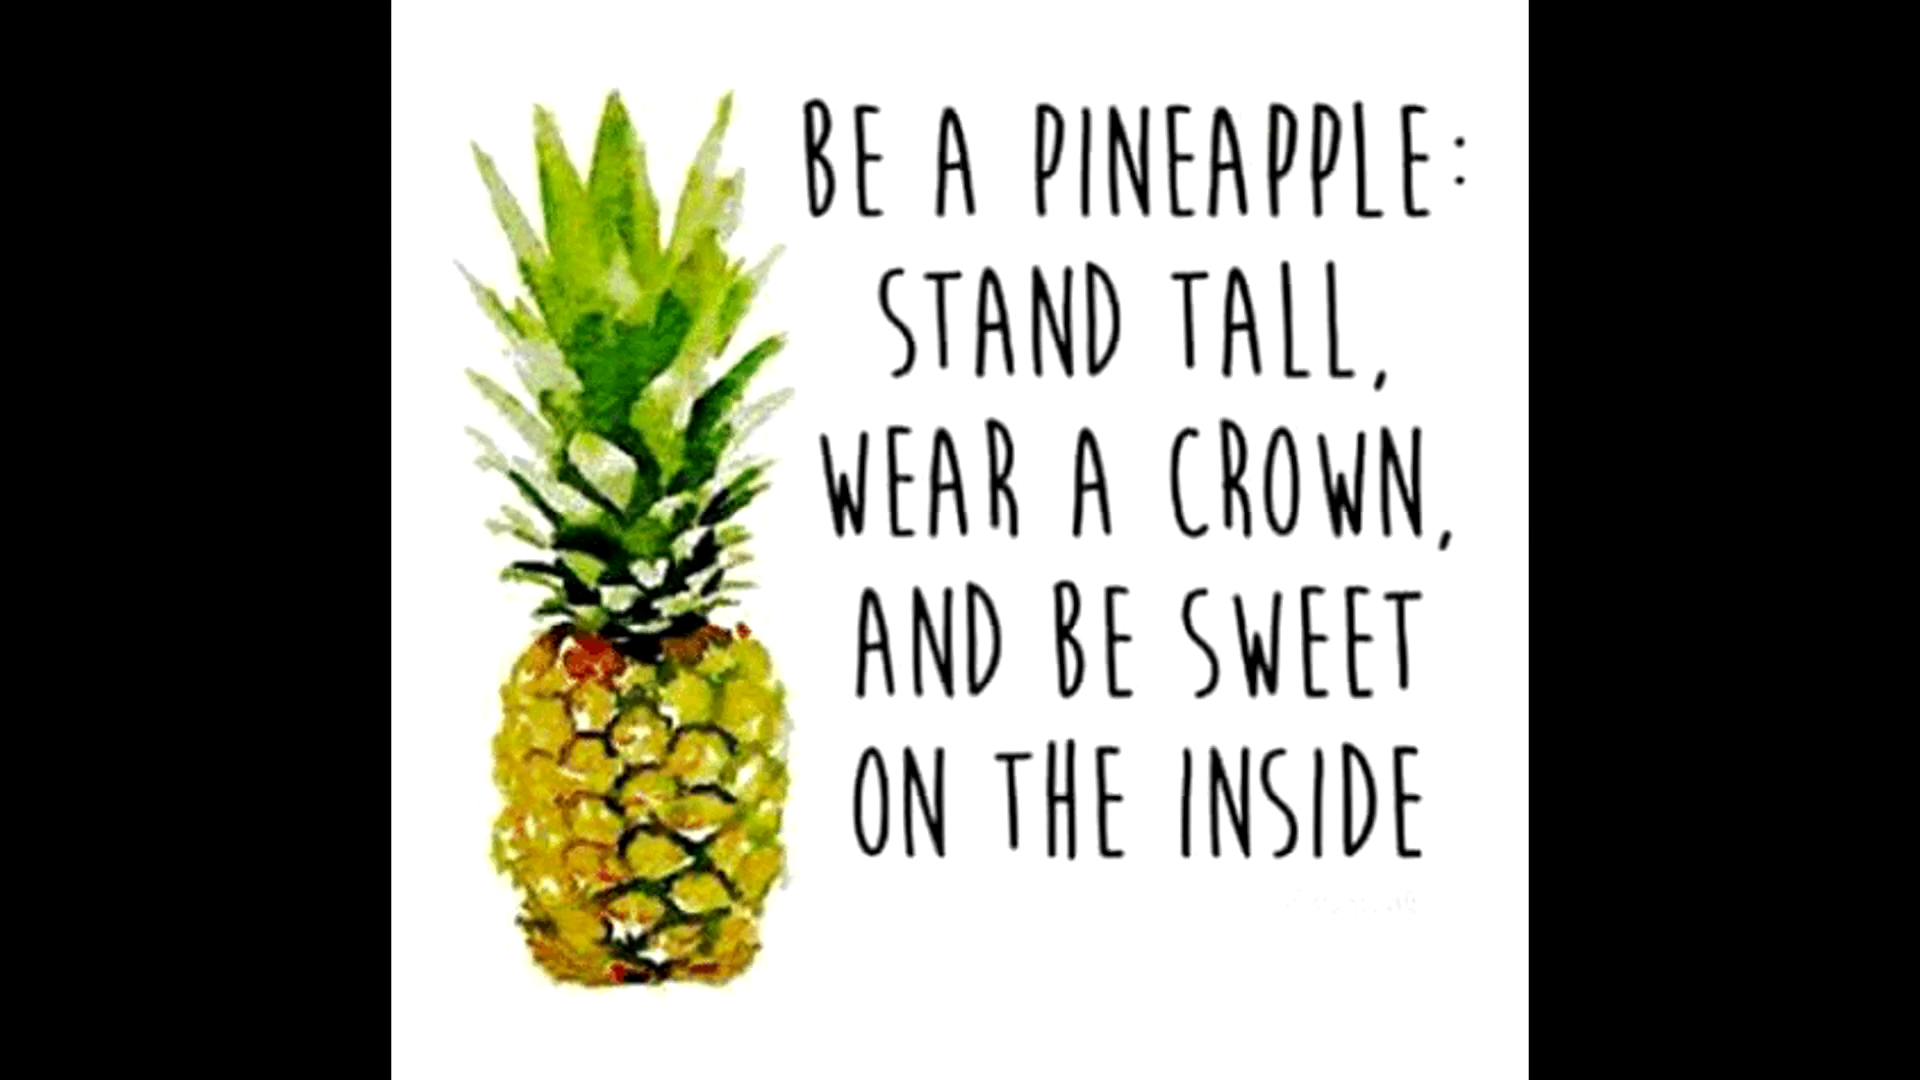 BE A PINEAPPLE:
STAND TALL,
WEAR A CROWN,
AND BE SWEET
ON THE INSIDE